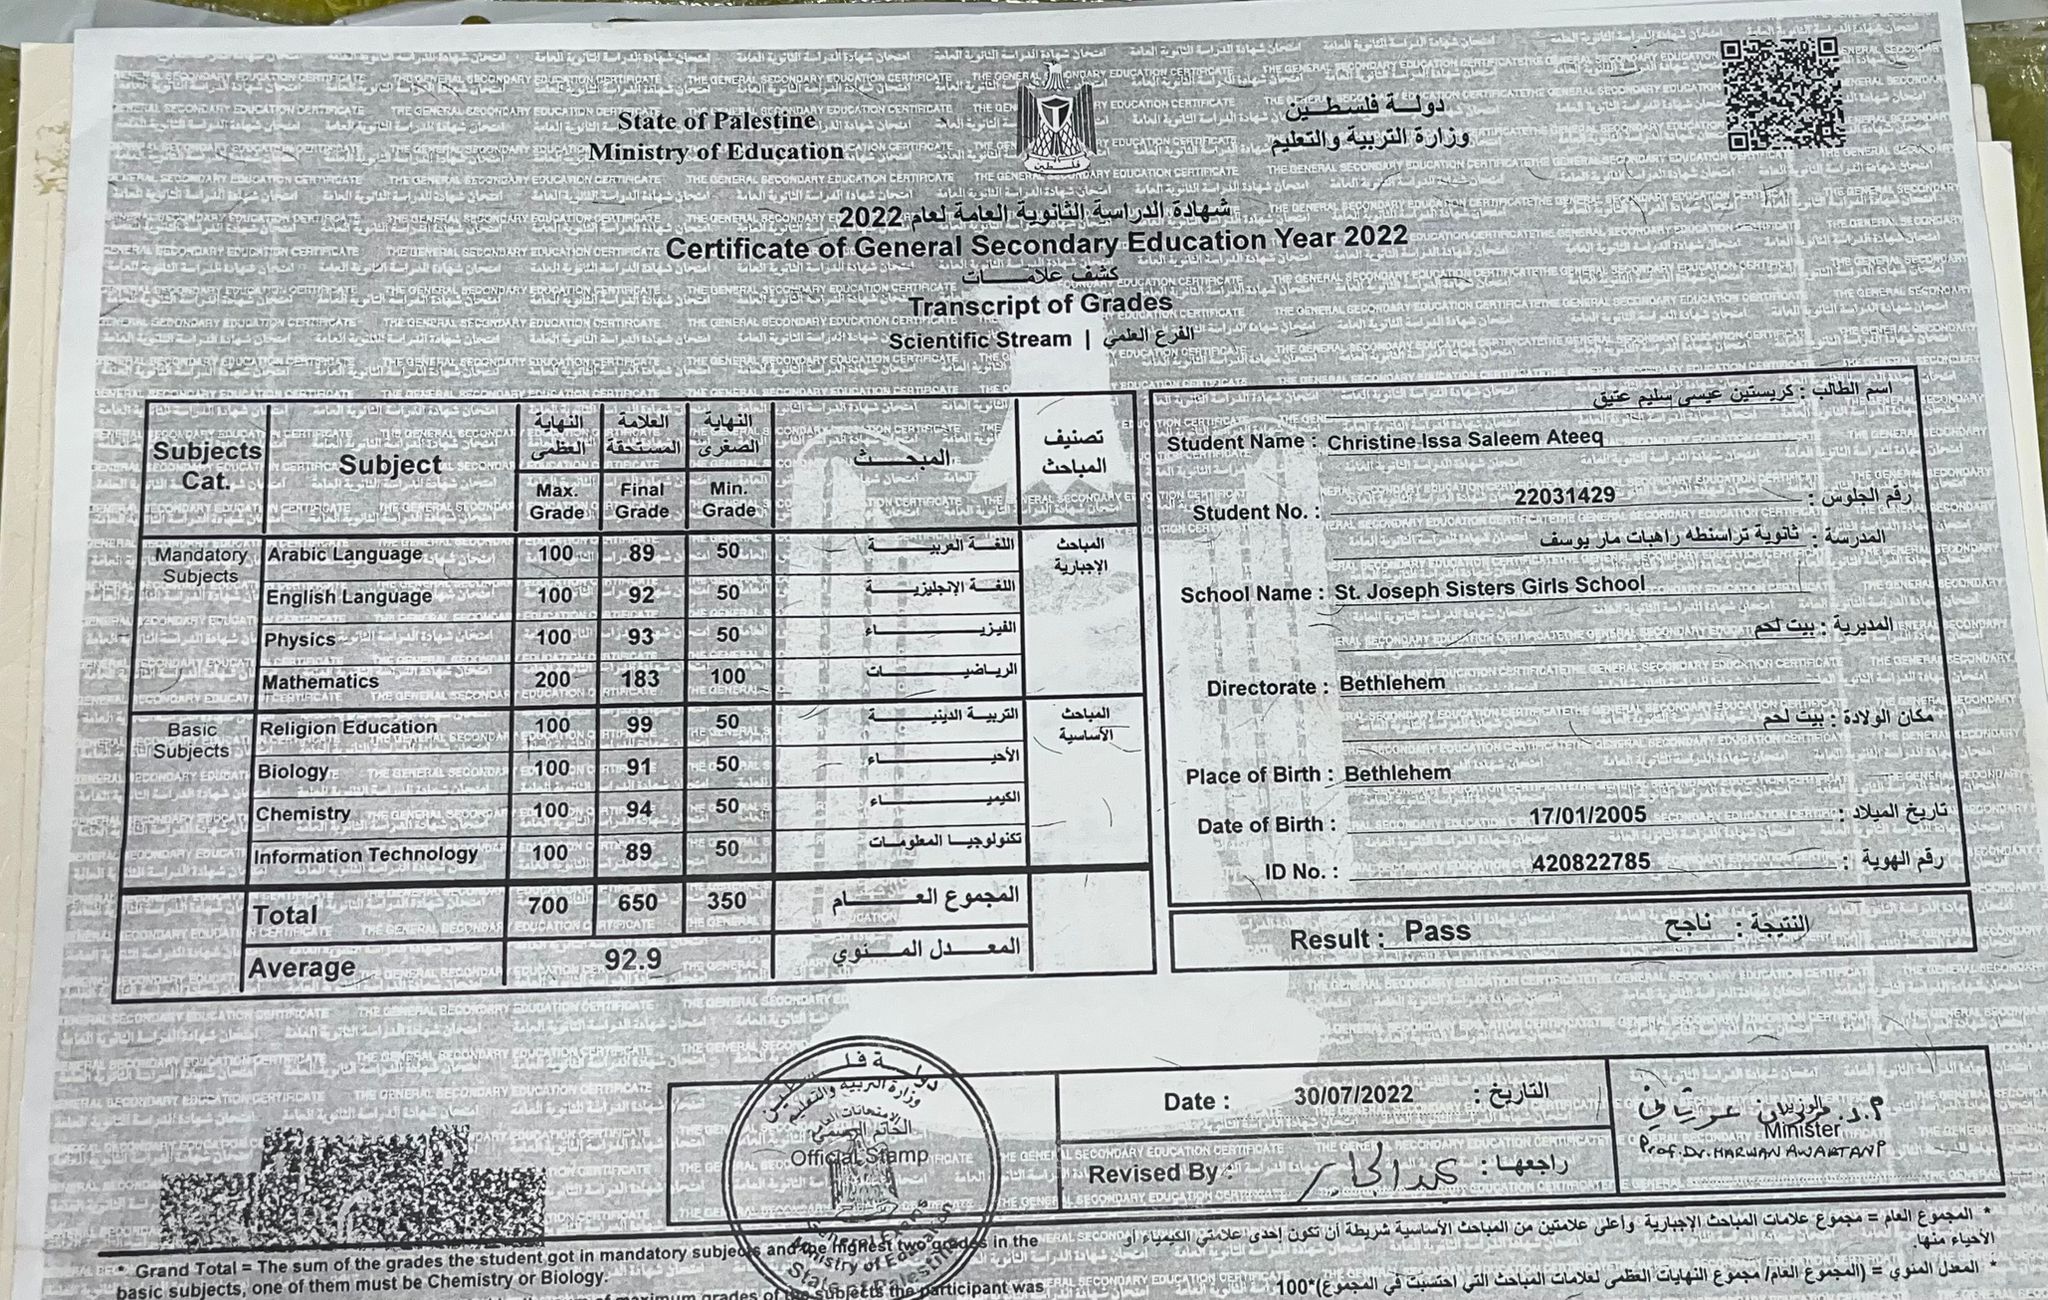 State of Palestine
Ministry of Education
دولة فلسطين
وزارة التربية والتعليم
فلسطين
شهادة الدراسة الثانوية العامة لعام 2022
Certificate of General Secondary Education Year 2022
كشف علامات
Transcript of Grades
Scientific Stream | الفرع العلمي
Subjects Cat. | Subject | النهاية العظمى | العلامة المستحقة | النهاية الصغرى | المبحث | تصنيف المباحث
Max. Grade | Final Grade | Min. Grade
Mandatory Subjects | Arabic Language | 100 | 89 | 50 | اللغة العربية | المباحث الإجبارية
English Language | 100 | 92 | 50 | اللغة الإنجليزية
Physics | 100 | 93 | 50 | الفيزياء
Mathematics | 200 | 183 | 100 | الرياضيات
Basic Subjects | Religion Education | 100 | 99 | 50 | التربية الدينية | المباحث الأساسية
Biology | 100 | 91 | 50 | الأحياء
Chemistry | 100 | 94 | 50 | الكيمياء
Information Technology | 100 | 89 | 50 | تكنولوجيا المعلومات
Total | 700 | 650 | 350 | المجموع العام
Average | 92.9 | المعدل المئوي
اسم الطالب : كريستين عيسى سليم عتيق
Student Name : Christine Issa Saleem Ateeq
Student No. : 22031429 رقم الجلوس :
المدرسة : ثانوية تراسنطه راهبات مار يوسف
School Name : St. Joseph Sisters Girls School
المديرية : بيت لحم
Directorate : Bethlehem
مكان الولادة : بيت لحم
Place of Birth : Bethlehem
Date of Birth : 17/01/2005 تاريخ الميلاد :
ID No. : 420822785 رقم الهوية :
Result : Pass النتيجة : ناجح
دولة فلسطين
وزارة التربية والتعليم
الخاتم الرسمي
Official Stamp
General Exams
Ministry of Education
State of Palestine
Date : 30/07/2022 التاريخ :
Revised By : راجعها :
الوزير
Minister
Prof. Dr. MARWAN AWARTANI
* Grand Total = The sum of the grades the student got in mandatory subjects and the highest two grades in the
basic subjects, one of them must be Chemistry or Biology.
maximum grades of the subjects the participant was
* المجموع العام = مجموع علامات المباحث الإجبارية وأعلى علامتين من المباحث الأساسية شريطة أن تكون إحدى علامتي الكيمياء أو
الأحياء منها.
* المعدل المئوي = (المجموع العام/ مجموع النهايات العظمى لعلامات المباحث التي احتسبت في المجموع)*100
THE GENERAL SECONDARY EDUCATION CERTIFICATE
امتحان شهادة الدراسة الثانوية العامة